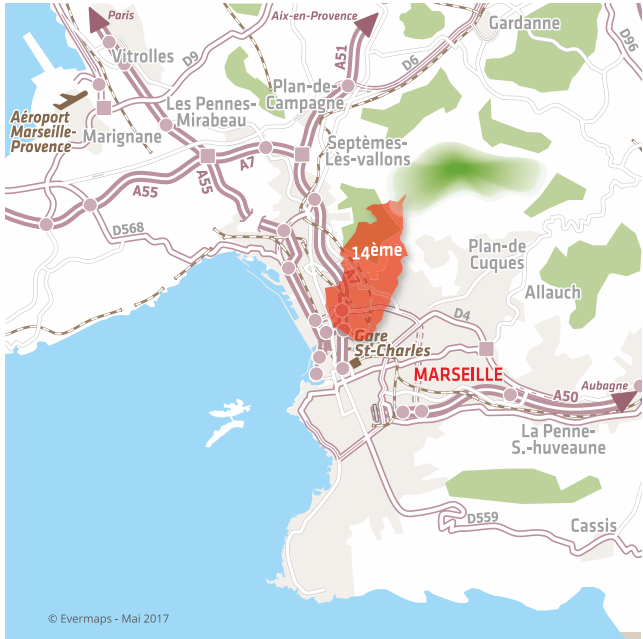 Paris
Aix-en-Provence
Gardanne
Vitrolles
D9
A51
D6
D96
Plan-de-
Campagne
Aéroport
Marseille-
Provence
Les Pennes-
Mirabeau
Marignane
Septèmes-
Lès-vallons
A7
A55
A55
D568
14ème
A7
Plan-de
Cuques
Allauch
D4
Gare
St-Charles
MARSEILLE
Aubagne
A50
La Penne-
S.-huveaune
D559
Cassis
© Evermaps - Mai 2017